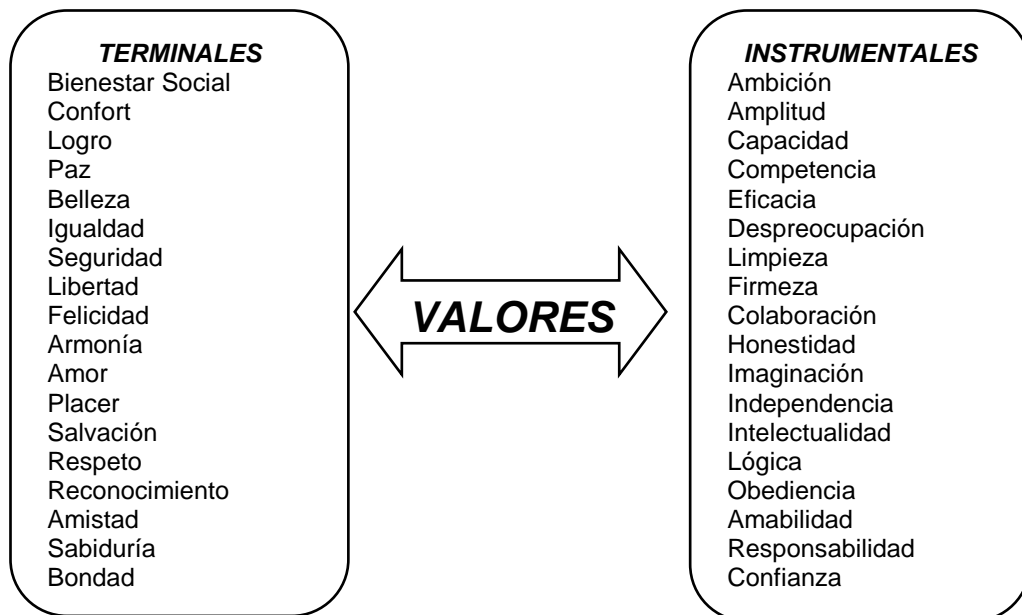 TERMINALES
Bienestar Social
Confort
Logro
Paz
Belleza
Igualdad
Seguridad
Libertad
Felicidad
Armonía
Amor
Placer
Salvación
Respeto
Reconocimiento
Amistad
Sabiduría
Bondad
VALORES
INSTRUMENTALES
Ambición
Amplitud
Capacidad
Competencia
Eficacia
Despreocupación
Limpieza
Firmeza
Colaboración
Honestidad
Imaginación
Independencia
Intelectualidad
Lógica
Obediencia
Amabilidad
Responsabilidad
Confianza